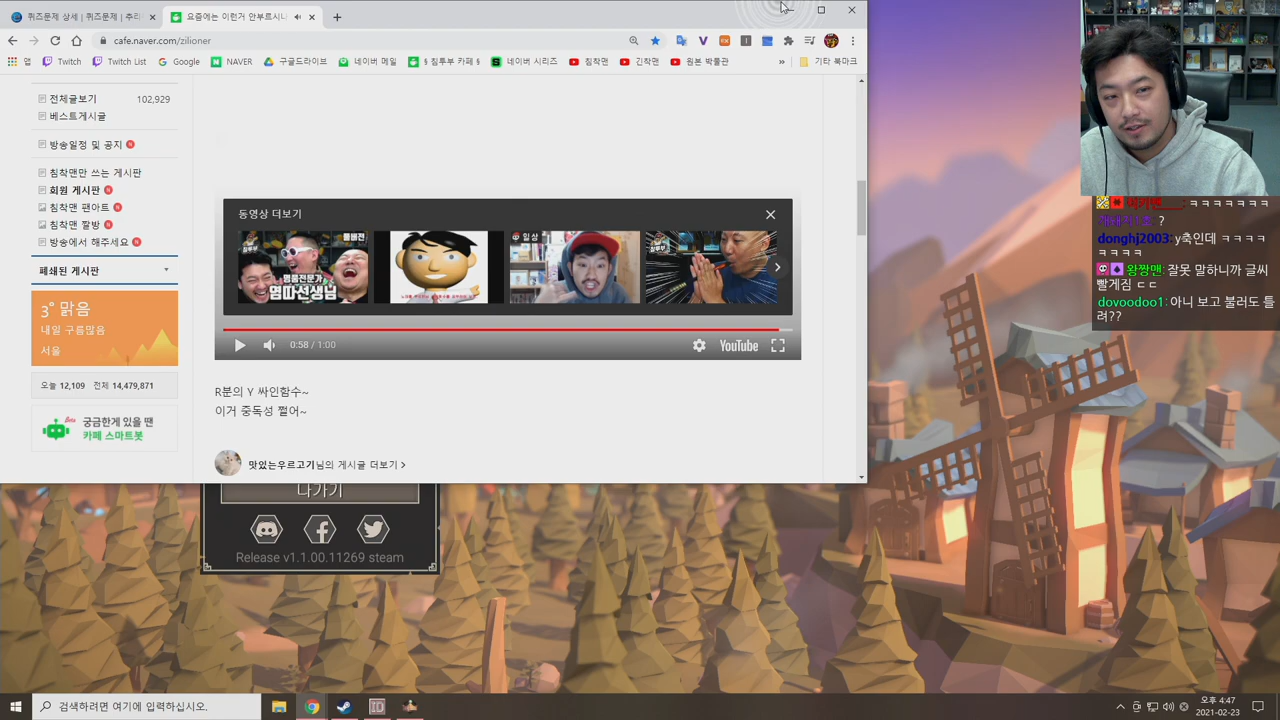 퀴즈문제 상세 | 퀴즈문제 | 추리
요즘에는 이런거 안부르시니
cafe.naver.com/zilioner
앱
Twitch
Twitch List
Google
NAVER
구글드라이브
네이버 메일
§ 침투부 카페 §
네이버 시리즈
침착맨
긴착맨
원본 박물관
»
기타 북마크
전체글보기 102,929
베스트게시글
방송일정 및 공지 N
침착맨만 쓰는 게시판
회원 게시판 N
침착맨 팬아트 N
침착맨 짤방 N
방송에서 해주세요 N
폐쇄된 게시판
3° 맑음
내일 구름많음
서울
오늘 12,109 전체 14,479,871
Beta
궁금한게 있을 땐
카페 스마트봇
동영상 더보기
풀버전
명품전문가
염따선생님
일상
0:58 / 1:00
YouTube
R분의 Y 싸인함수~
이거 중독성 쩔어~
맛있는우르고기님의 게시글 더보기 >
ㅋㅋㅋㅋㅋㅋㅋ
?
donghj2003: y축인데 ㅋㅋㅋㅋ
ㅋㅋㅋㅋ
왕짱맨: 잘못 말하니까 글씨
빨게짐 ㄷㄷ
dovoodoo1: 아니 보고 불러도 틀
려??
나가기
Release v1.1.00.11269 steam
검색하려면 여기에 입력하십시오.
오후 4:47
2021-02-23